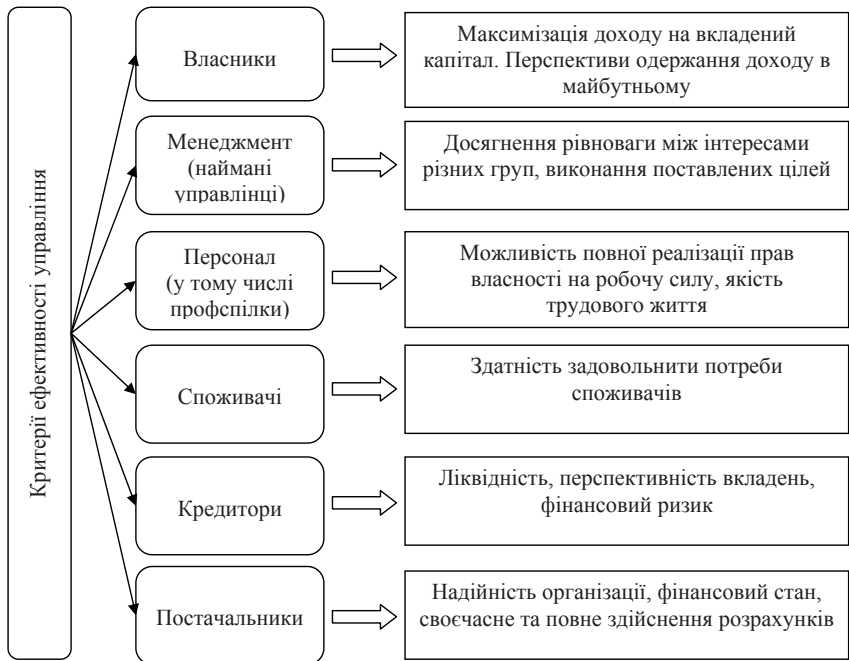 Критерії ефективності управління
Власники
Максимізація доходу на вкладений
капітал. Перспективи одержання доходу в
майбутньому
Менеджмент
(наймані
управлінці)
Досягнення рівноваги між інтересами
різних груп, виконання поставлених цілей
Персонал
(у тому числі
профспілки)
Можливість повної реалізації прав
власності на робочу силу, якість
трудового життя
Споживачі
Здатність задовольнити потреби
споживачів
Кредитори
Ліквідність, перспективність вкладень,
фінансовий ризик
Постачальники
Надійність організації, фінансовий стан,
своєчасне та повне здійснення розрахунків